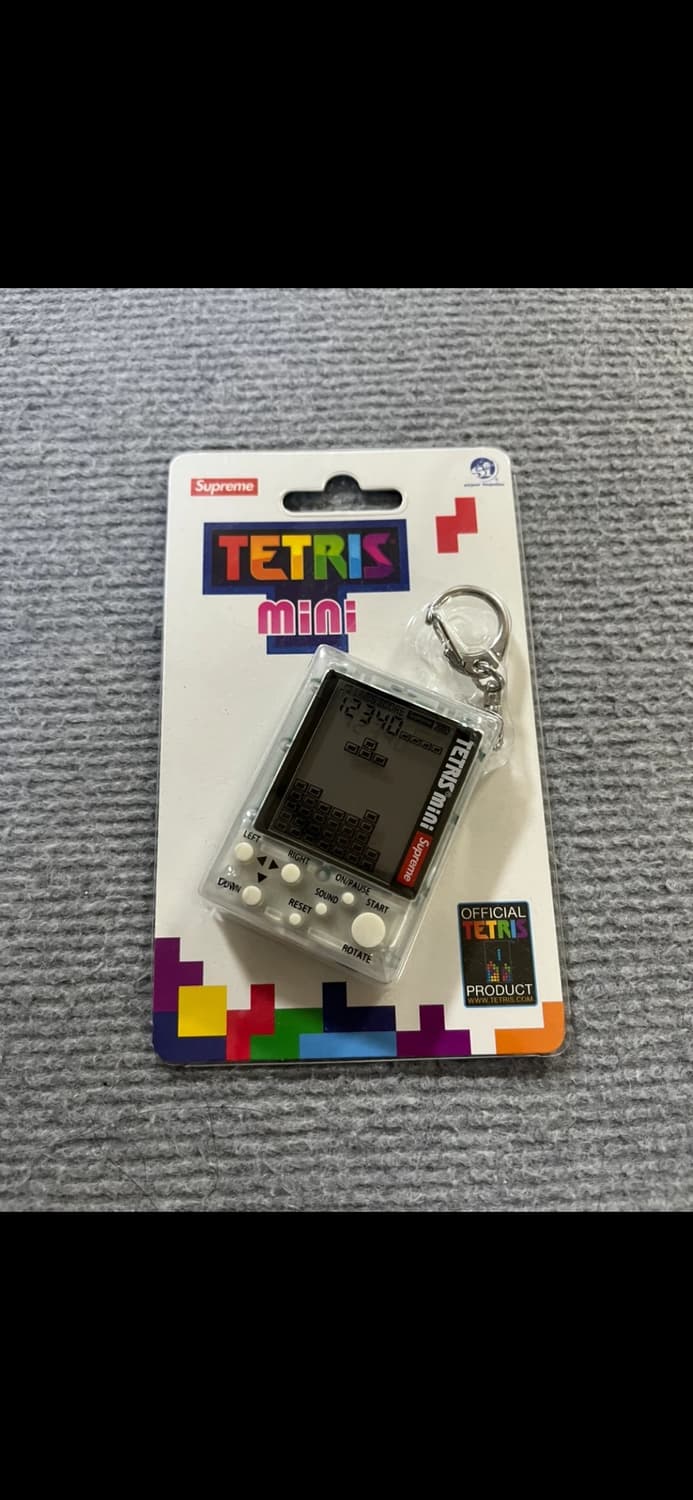 Supreme
TETRIS
mini
12340
TETRIS mini
Supreme
LEFT
RIGHT
DOWN
ON/PAUSE
SOUND
START
RESET
ROTATE
OFFICIAL
TETRIS
PRODUCT
WWW.TETRIS.COM